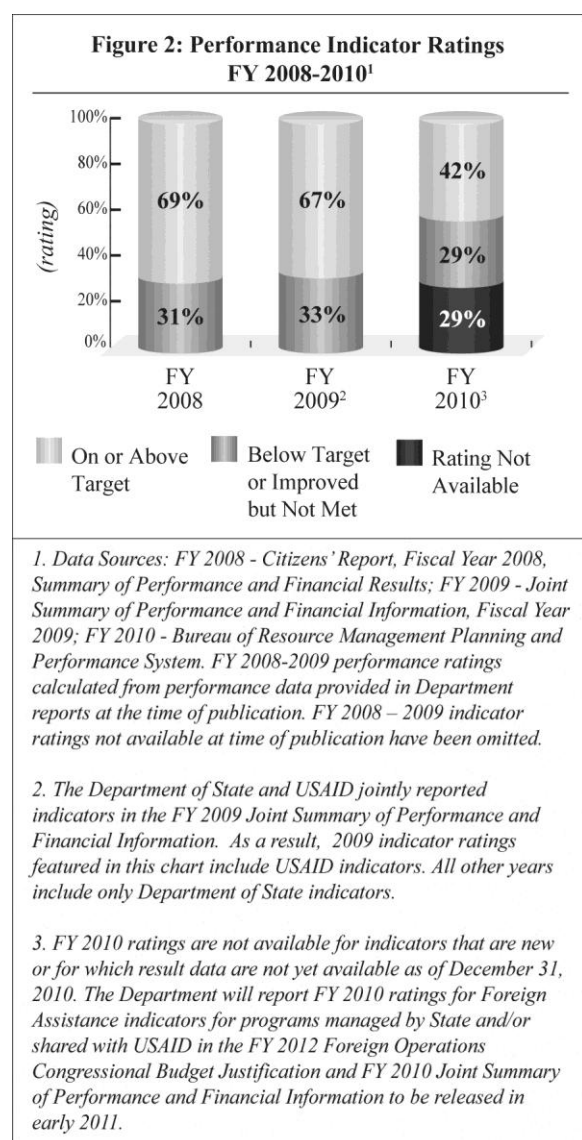 Figure 2: Performance Indicator Ratings
FY 2008-2010¹
100%
80%
60%
40%
20%
0%
(rating)
69%
31%
67%
33%
42%
29%
29%
FY
2008
FY
2009²
FY
2010³
On or Above
Target
Below Target
or Improved
but Not Met
Rating Not
Available
1. Data Sources: FY 2008 - Citizens' Report, Fiscal Year 2008,
Summary of Performance and Financial Results; FY 2009 - Joint
Summary of Performance and Financial Information, Fiscal Year
2009; FY 2010 - Bureau of Resource Management Planning and
Performance System. FY 2008-2009 performance ratings
calculated from performance data provided in Department
reports at the time of publication. FY 2008 – 2009 indicator
ratings not available at time of publication have been omitted.
2. The Department of State and USAID jointly reported
indicators in the FY 2009 Joint Summary of Performance and
Financial Information. As a result, 2009 indicator ratings
featured in this chart include USAID indicators. All other years
include only Department of State indicators.
3. FY 2010 ratings are not available for indicators that are new
or for which result data are not yet available as of December 31,
2010. The Department will report FY 2010 ratings for Foreign
Assistance indicators for programs managed by State and/or
shared with USAID in the FY 2012 Foreign Operations
Congressional Budget Justification and FY 2010 Joint Summary
of Performance and Financial Information to be released in
early 2011.